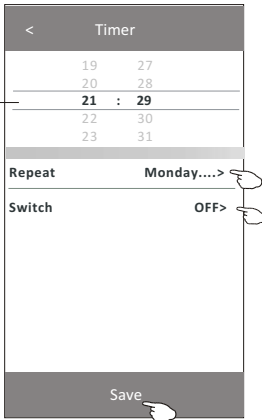 < Timer
19 27
20 28
21 : 29
22 30
23 31
Repeat Monday....>
Switch OFF>
Save